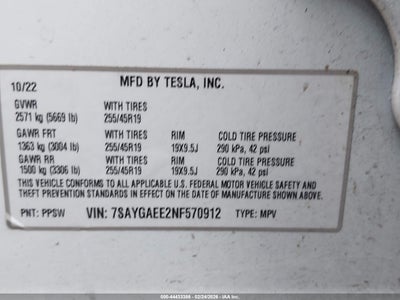 10/22 MFD BY TESLA, INC.
GVWR WITH TIRES
2571 kg (5669 lb) 255/45R19
GAWR FRT WITH TIRES RIM COLD TIRE PRESSURE
1363 kg (3004 lb) 255/45R19 19X9.5J 290 kPa, 42 psi
GAWR RR WITH TIRES RIM COLD TIRE PRESSURE
1500 kg (3306 lb) 255/45R19 19X9.5J 290 kPa, 42 psi
THIS VEHICLE CONFORMS TO ALL APPLICABLE U.S. FEDERAL MOTOR VEHICLE SAFETY AND
THEFT PREVENTION STANDARDS IN EFFECT ON THE DATE OF MANUFACTURE SHOWN ABOVE.
PNT: PPSW VIN: 7SAYGAEE2NF570912 TYPE: MPV